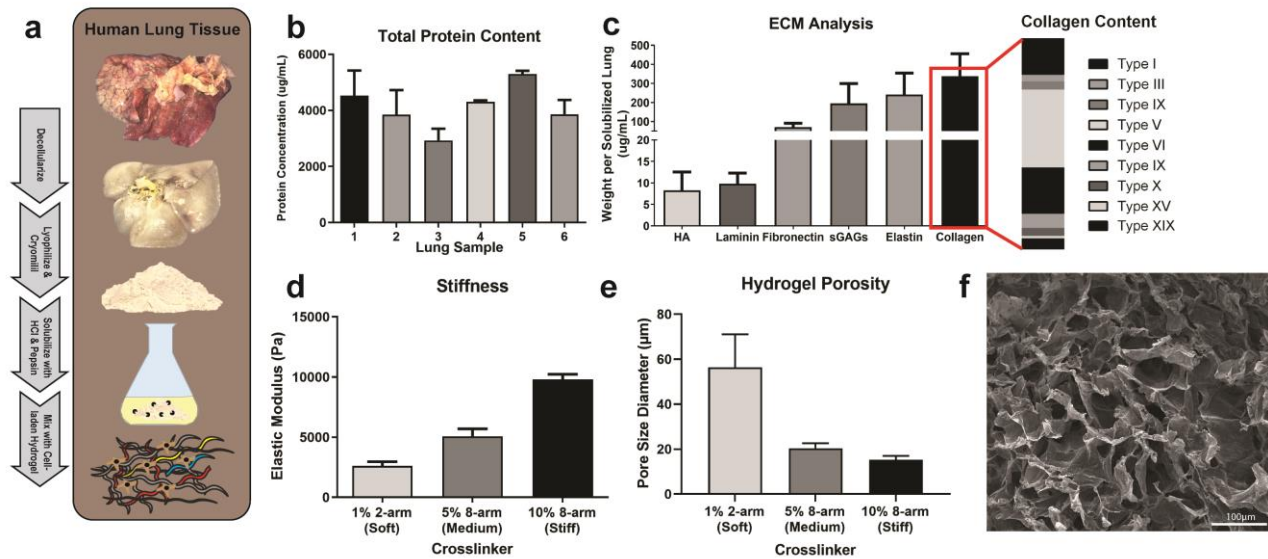 a
Human Lung Tissue
Decellularize
Lyophilize &
Cryomill
Solubilize with
HCl & Pepsin
Mix with Cell-
laden Hydrogel
b
Total Protein Content
Protein Concentration (ug/mL)
6000
4000
2000
0
1 2 3 4 5 6
Lung Sample
c
ECM Analysis
Weight per Solubilized Lung
(ug/mL)
500
400
300
200
100
20
15
10
5
0
HA Laminin Fibronectin sGAGs Elastin Collagen
Collagen Content
Type I
Type III
Type IX
Type V
Type VI
Type IX
Type X
Type XV
Type XIX
d
Stiffness
Elastic Modulus (Pa)
15000
10000
5000
0
1% 2-arm 5% 8-arm 10% 8-arm
(Soft) (Medium) (Stiff)
Crosslinker
e
Hydrogel Porosity
Pore Size Diameter (µm)
80
60
40
20
0
1% 2-arm 5% 8-arm 10% 8-arm
(Soft) (Medium) (Stiff)
Crosslinker
f
100µm